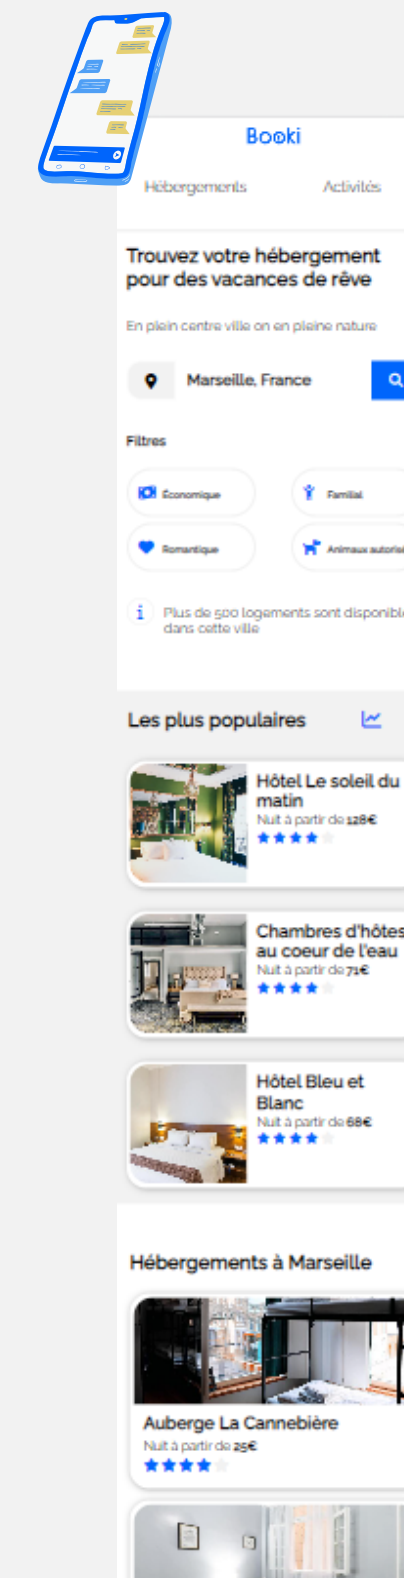 Booki
Hébergements
Activités
Trouvez votre hébergement
pour des vacances de rêve
En plein centre ville on en pleine nature
Marseille, France
Filtres
Économique
Familial
Romantique
Animaux
Plus de 500 logements sont
dans cette ville
Les plus populaires
Hôtel Le soleil du
matin
Nuit à partir de 128€
Chambres d'hôtes
au coeur de l'eau
Nuit à partir de 71€
Hôtel Bleu et
Blanc
Nuit à partir de 68€
Hébergements à Marseille
Auberge La Cannebière
Nuit à partir de 25€